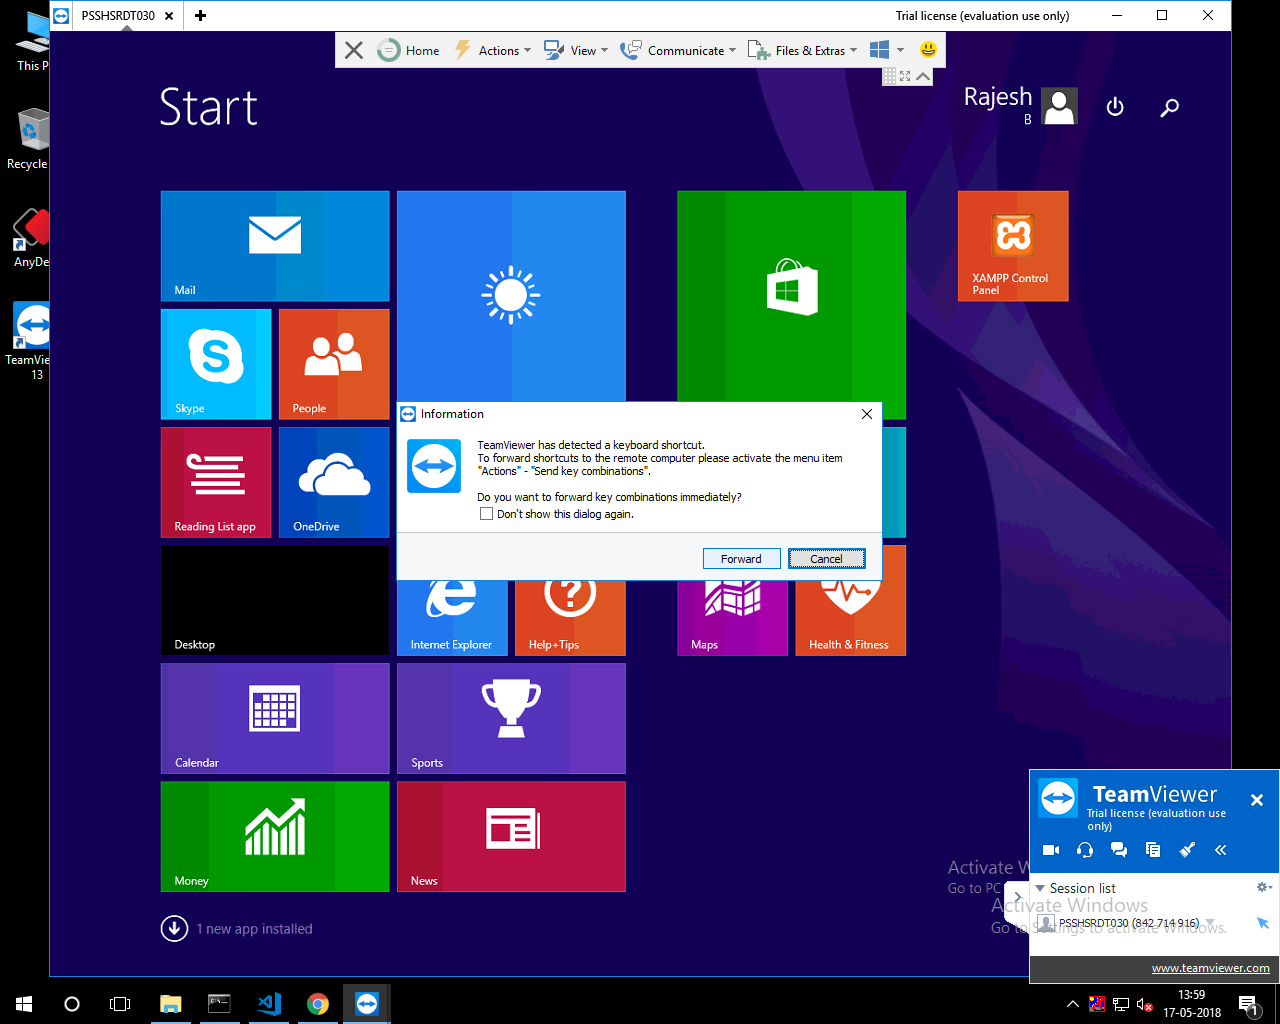 PSSHSRDT030
Trial license (evaluation use only)
Home
Actions
View
Communicate
Files & Extras
This P
Recycle
AnyDe
TeamVie
13
Start
Rajesh
B
Mail
XAMPP Control
Panel
Skype
People
Reading List app
OneDrive
Information
TeamViewer has detected a keyboard shortcut.
To forward shortcuts to the remote computer please activate the menu item
"Actions" - "Send key combinations".
Do you want to forward key combinations immediately?
Don't show this dialog again.
Forward
Cancel
Desktop
Internet Explorer
Help+Tips
Maps
Health & Fitness
Calendar
Sports
Money
News
1 new app installed
Activate W
Go to PC
TeamViewer
Trial license (evaluation use
only)
Session list
Activate Windows
PSSHSRDT030 (842 714 916)
Go to Settings to activate Windows.
www.teamviewer.com
13:59
17-05-2018
1